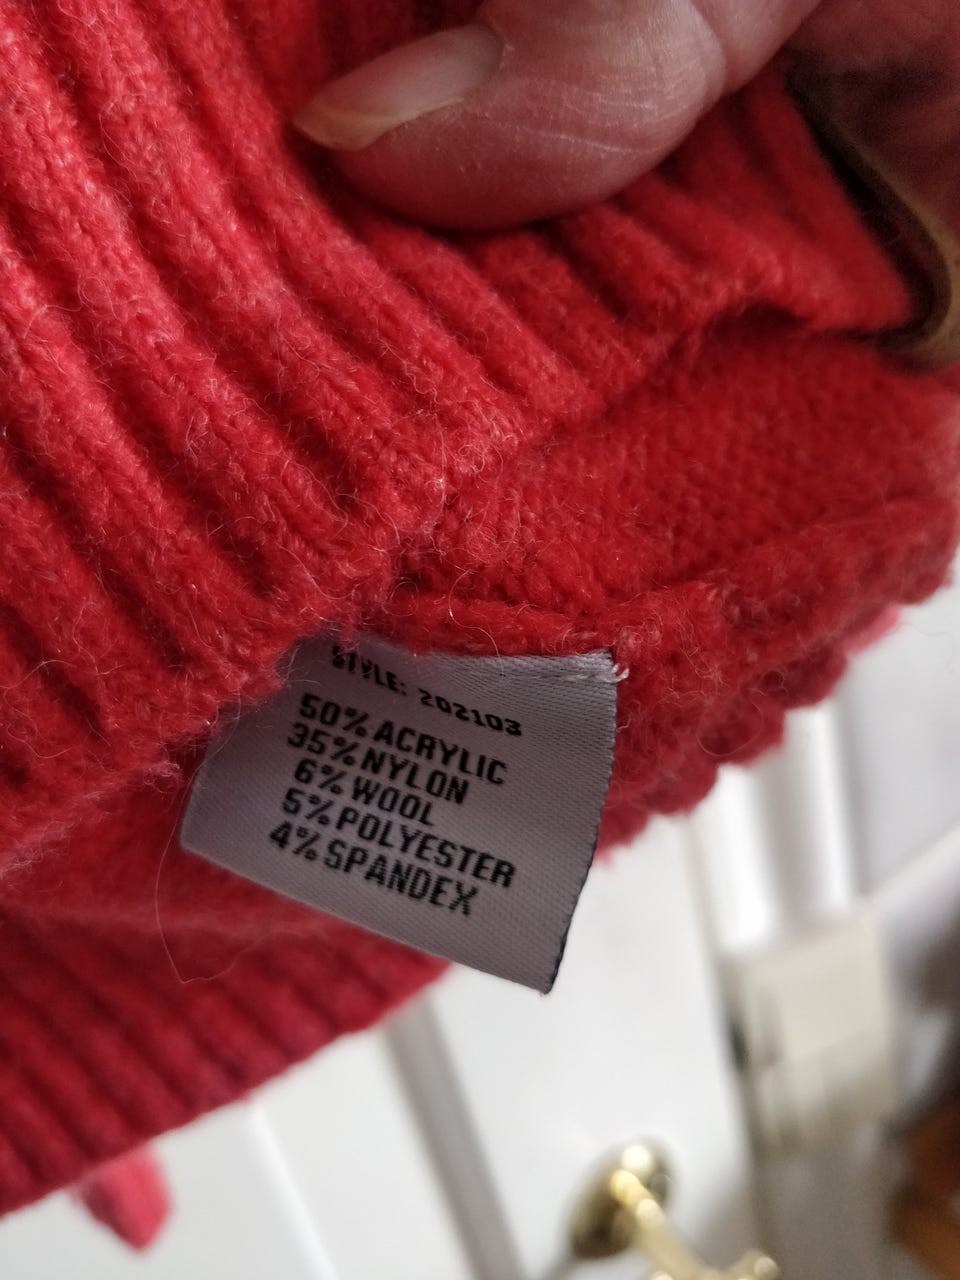 STYLE: 202103
50% ACRYLIC
35% NYLON
6% WOOL
5% POLYESTER
4% SPANDEX